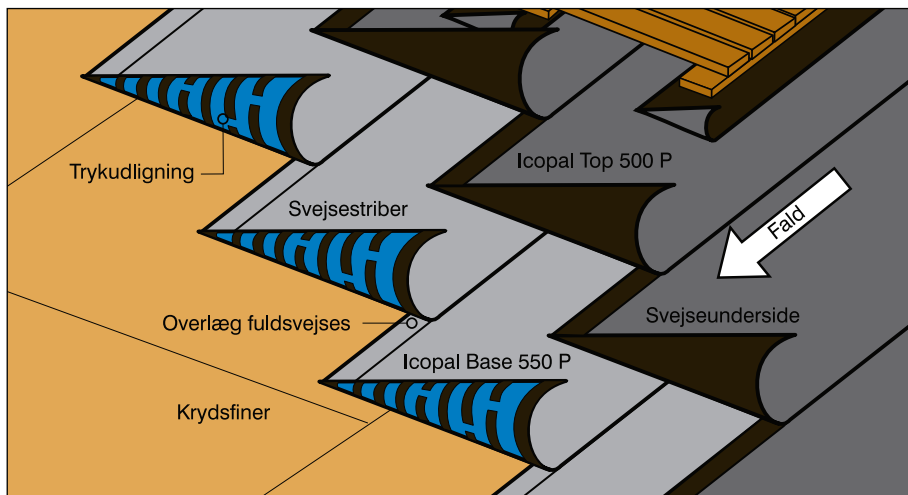 Icopal Top 500 P
Trykudligning
Svejsestriber
Fald
Svejseunderside
Overlæg fuldsvejses
Icopal Base 550 P
Krydsfiner